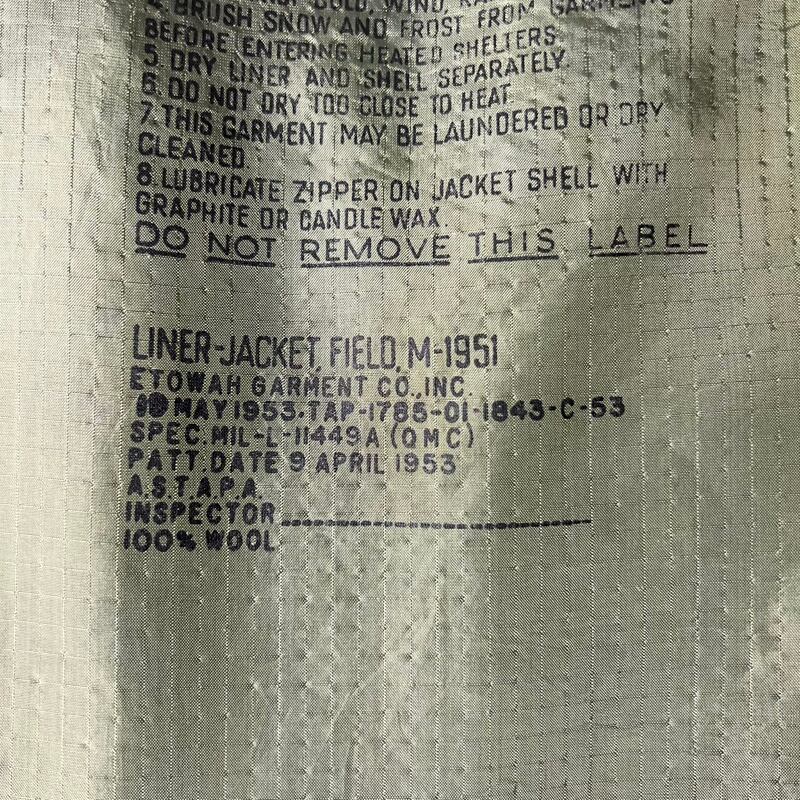 COLD, WIND,
BRUSH SNOW AND FROST FROM GARMENTS
BEFORE ENTERING HEATED SHELTERS.
5. DRY LINER AND SHELL SEPARATELY.
6. DO NOT DRY TOO CLOSE TO HEAT.
7. THIS GARMENT MAY BE LAUNDERED OR DRY
CLEANED.
8. LUBRICATE ZIPPER ON JACKET SHELL WITH
GRAPHITE OR CANDLE WAX.
DO NOT REMOVE THIS LABEL
LINER-JACKET, FIELD, M-1951
ETOWAH GARMENT CO., INC.
MAY 1953. TAP-1785-01-1843-C-53
SPEC. MIL-L-11449A (QMC)
PATT. DATE 9 APRIL 1953
A.S.T.A.P.A.
INSPECTOR
100% WOOL